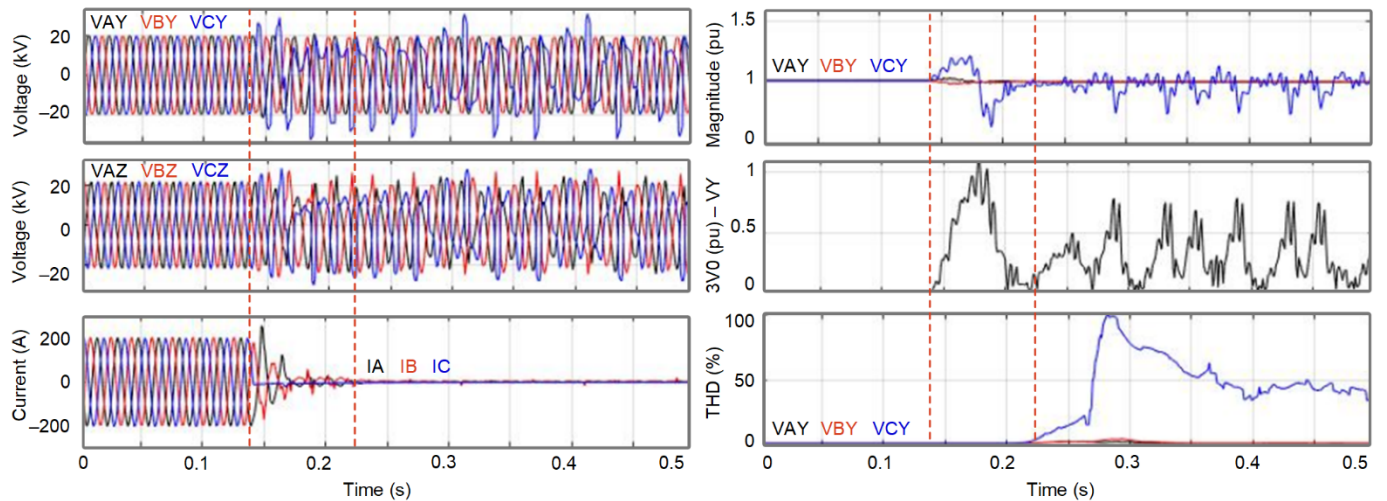 VAY VBY VCY
Voltage (kV)
20
0
−20
VAZ VBZ VCZ
Voltage (kV)
20
0
−20
Current (A)
200
0
−200
IA IB IC
0 0.1 0.2 0.3 0.4 0.5
Time (s)
Magnitude (pu)
1.5
1
0
VAY VBY VCY
3V0 (pu) – VY
1
0.5
0
THD (%)
100
50
0
VAY VBY VCY
0 0.1 0.2 0.3 0.4 0.5
Time (s)